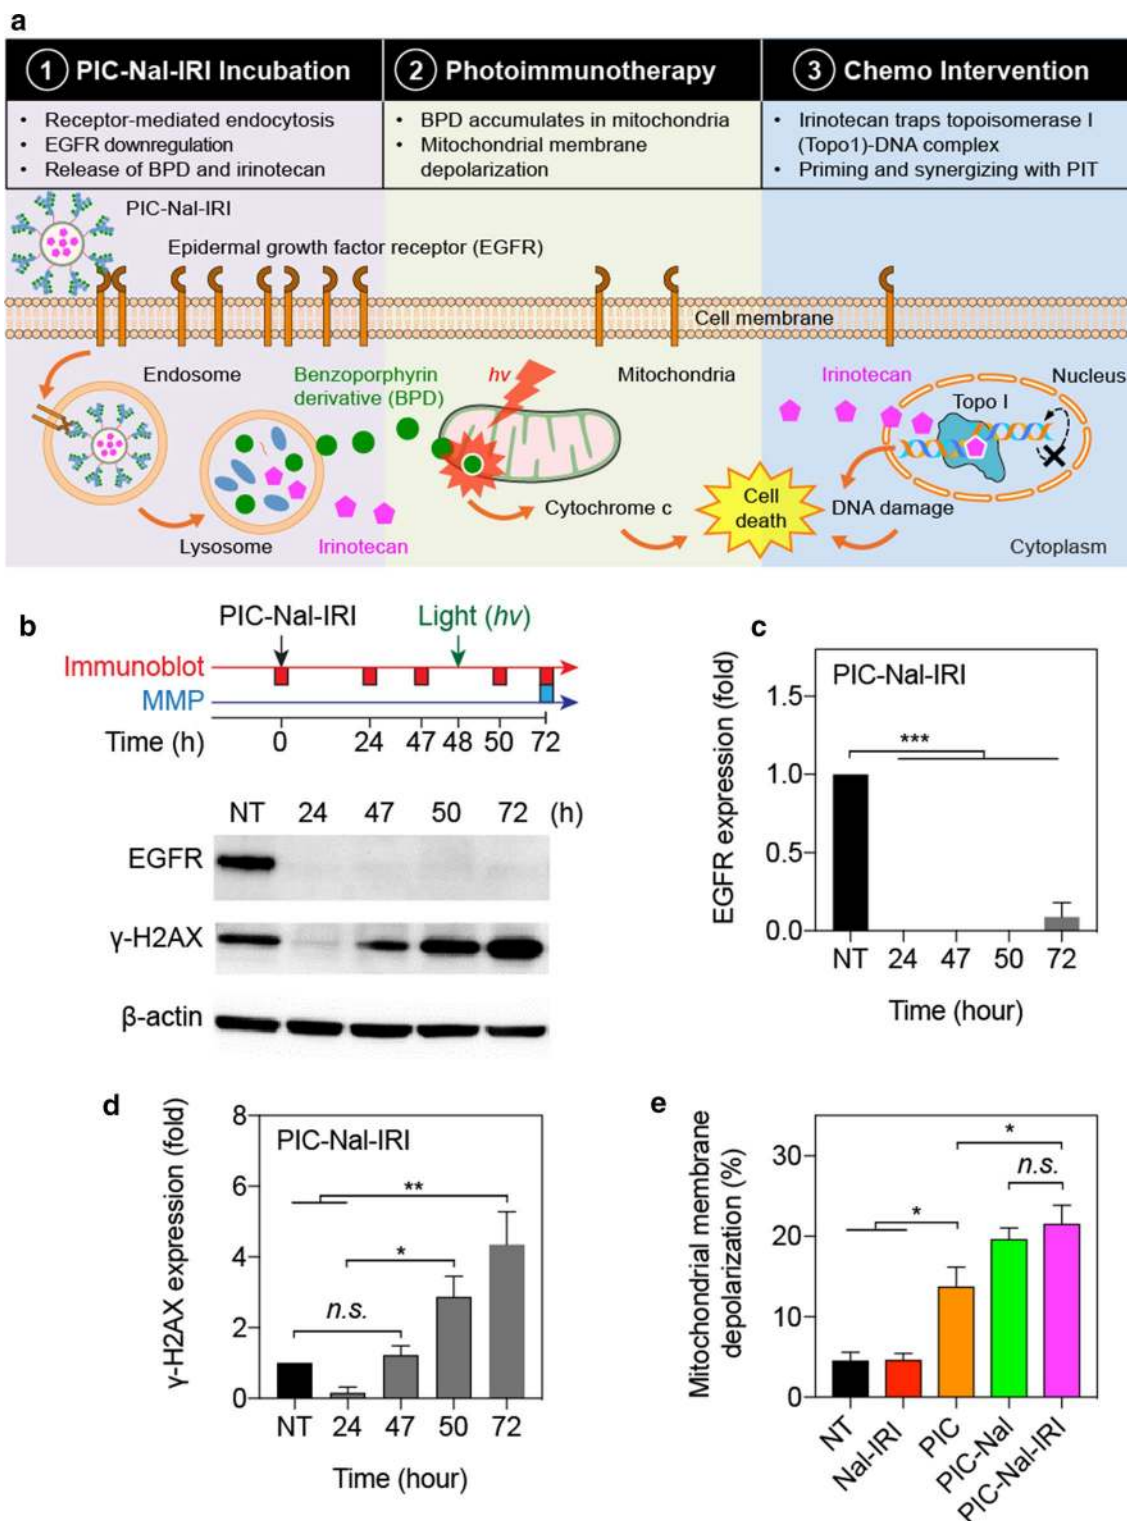 a
1 PIC-Nal-IRI Incubation
• Receptor-mediated endocytosis
• EGFR downregulation
• Release of BPD and irinotecan
2 Photoimmunotherapy
• BPD accumulates in mitochondria
• Mitochondrial membrane
depolarization
3 Chemo Intervention
• Irinotecan traps topoisomerase I
(Topo1)-DNA complex
• Priming and synergizing with PIT
PIC-Nal-IRI
Epidermal growth factor receptor (EGFR)
Cell membrane
Endosome
Benzoporphyrin
derivative (BPD)
hv
Mitochondria
Irinotecan
Nucleus
Topo I
Lysosome
Irinotecan
Cytochrome c
Cell
death
DNA damage
Cytoplasm
b
PIC-Nal-IRI
Light (hv)
Immunoblot
MMP
Time (h) 0 24 47 48 50 72
NT 24 47 50 72 (h)
EGFR
γ-H2AX
β-actin
c
PIC-Nal-IRI
EGFR expression (fold)
1.5
1.0
0.5
0.0
***
NT 24 47 50 72
Time (hour)
d
PIC-Nal-IRI
γ-H2AX expression (fold)
8
6
4
2
0
**
*
n.s.
NT 24 47 50 72
Time (hour)
e
Mitochondrial membrane
depolarization (%)
30
20
10
0
*
n.s.
*
NT
Nal-IRI
PIC
PIC-Nal
PIC-Nal-IRI